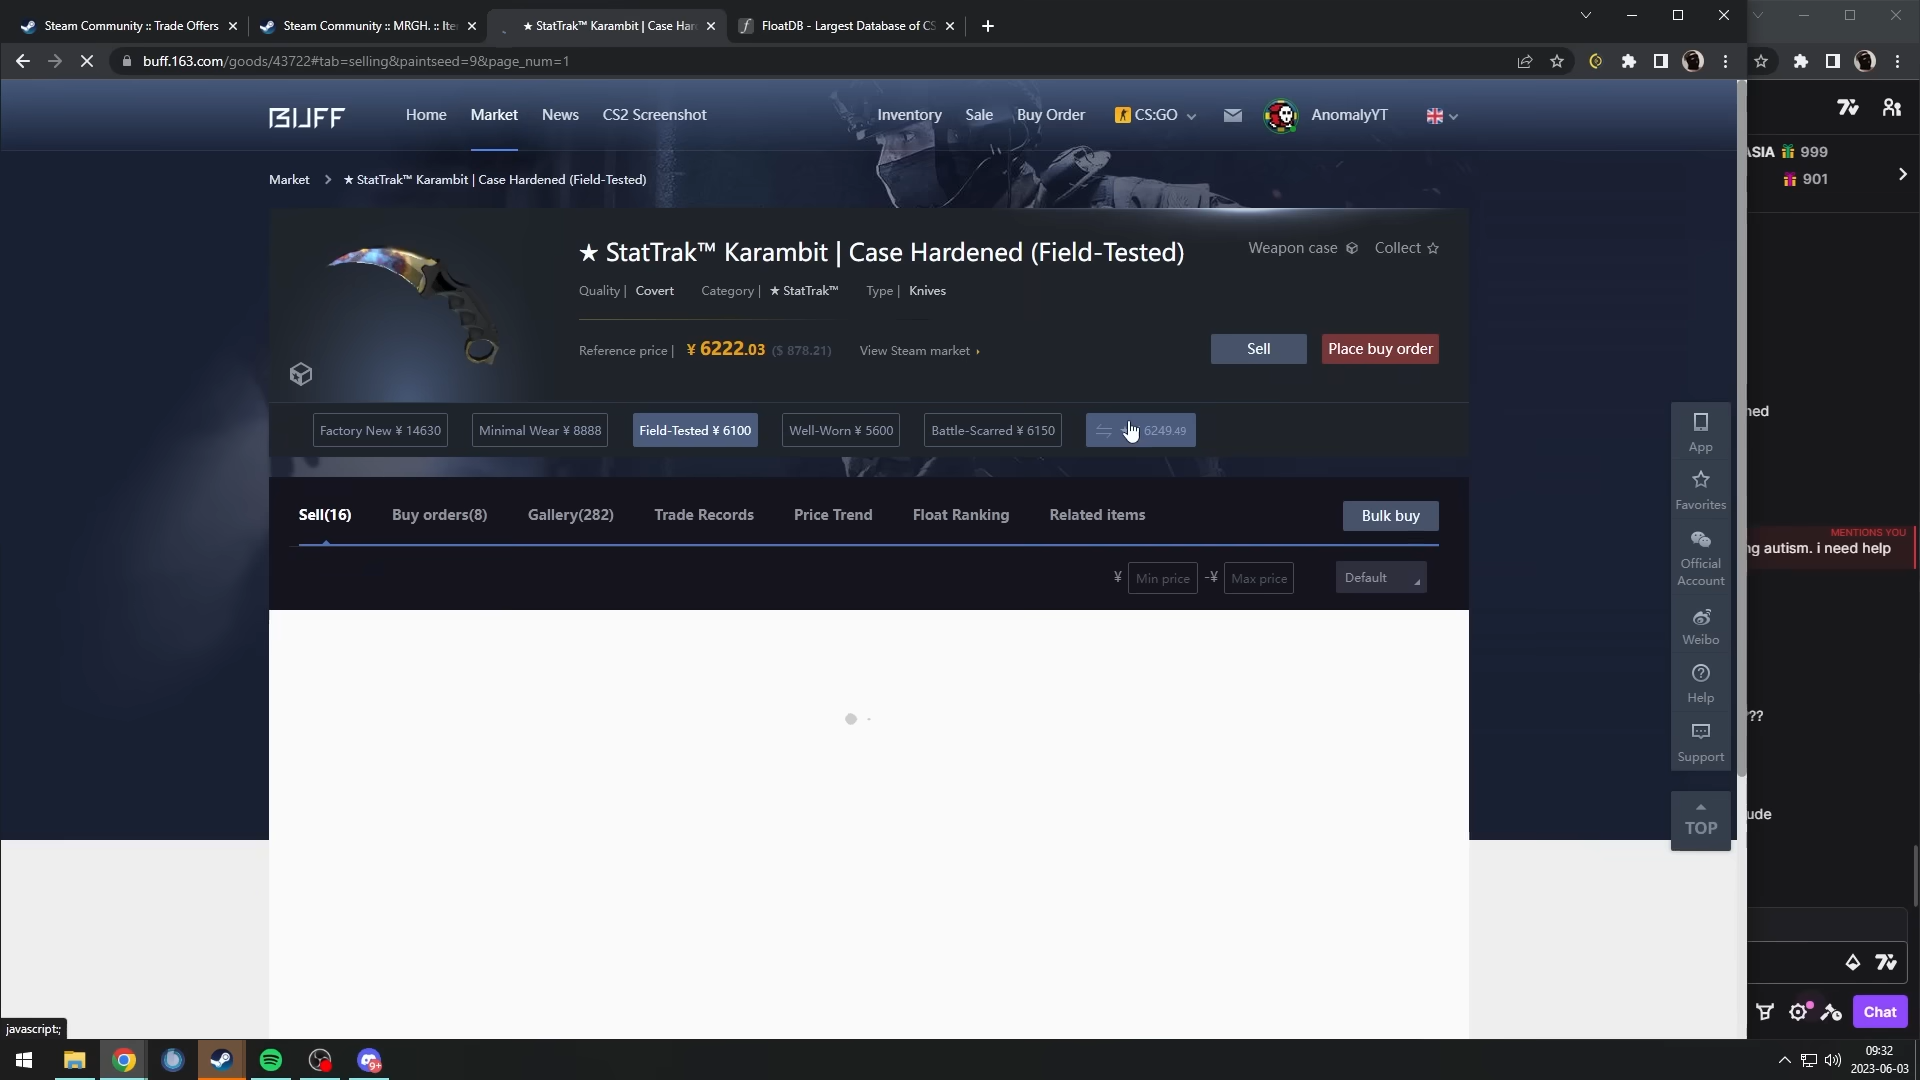 Steam Community :: Trade Offers
Steam Community :: MRGH. :: Ite
★ StatTrak™ Karambit | Case Har
FloatDB - Largest Database of CS
buff.163.com/goods/43722#tab=selling&paintseed=9&page_num=1
BUFF
Home
Market
News
CS2 Screenshot
Inventory
Sale
Buy Order
CS:GO
AnomalyYT
ASIA 999
901
Market > ★ StatTrak™ Karambit | Case Hardened (Field-Tested)
★ StatTrak™ Karambit | Case Hardened (Field-Tested)
Weapon case
Collect
Quality | Covert
Category | ★ StatTrak™
Type | Knives
Reference price | ¥ 6222.03 ($ 878.21)
View Steam market
Sell
Place buy order
Factory New ¥ 14630
Minimal Wear ¥ 8888
Field-Tested ¥ 6100
Well-Worn ¥ 5600
Battle-Scarred ¥ 6150
6249.49
Sell(16)
Buy orders(8)
Gallery(282)
Trade Records
Price Trend
Float Ranking
Related items
Bulk buy
¥ Min price -¥ Max price
Default
App
Favorites
Official
Account
Weibo
Help
Support
TOP
ned
MENTIONS YOU
ng autism. i need help
??
ude
Chat
javascript:;
9+
09:32
2023-06-03